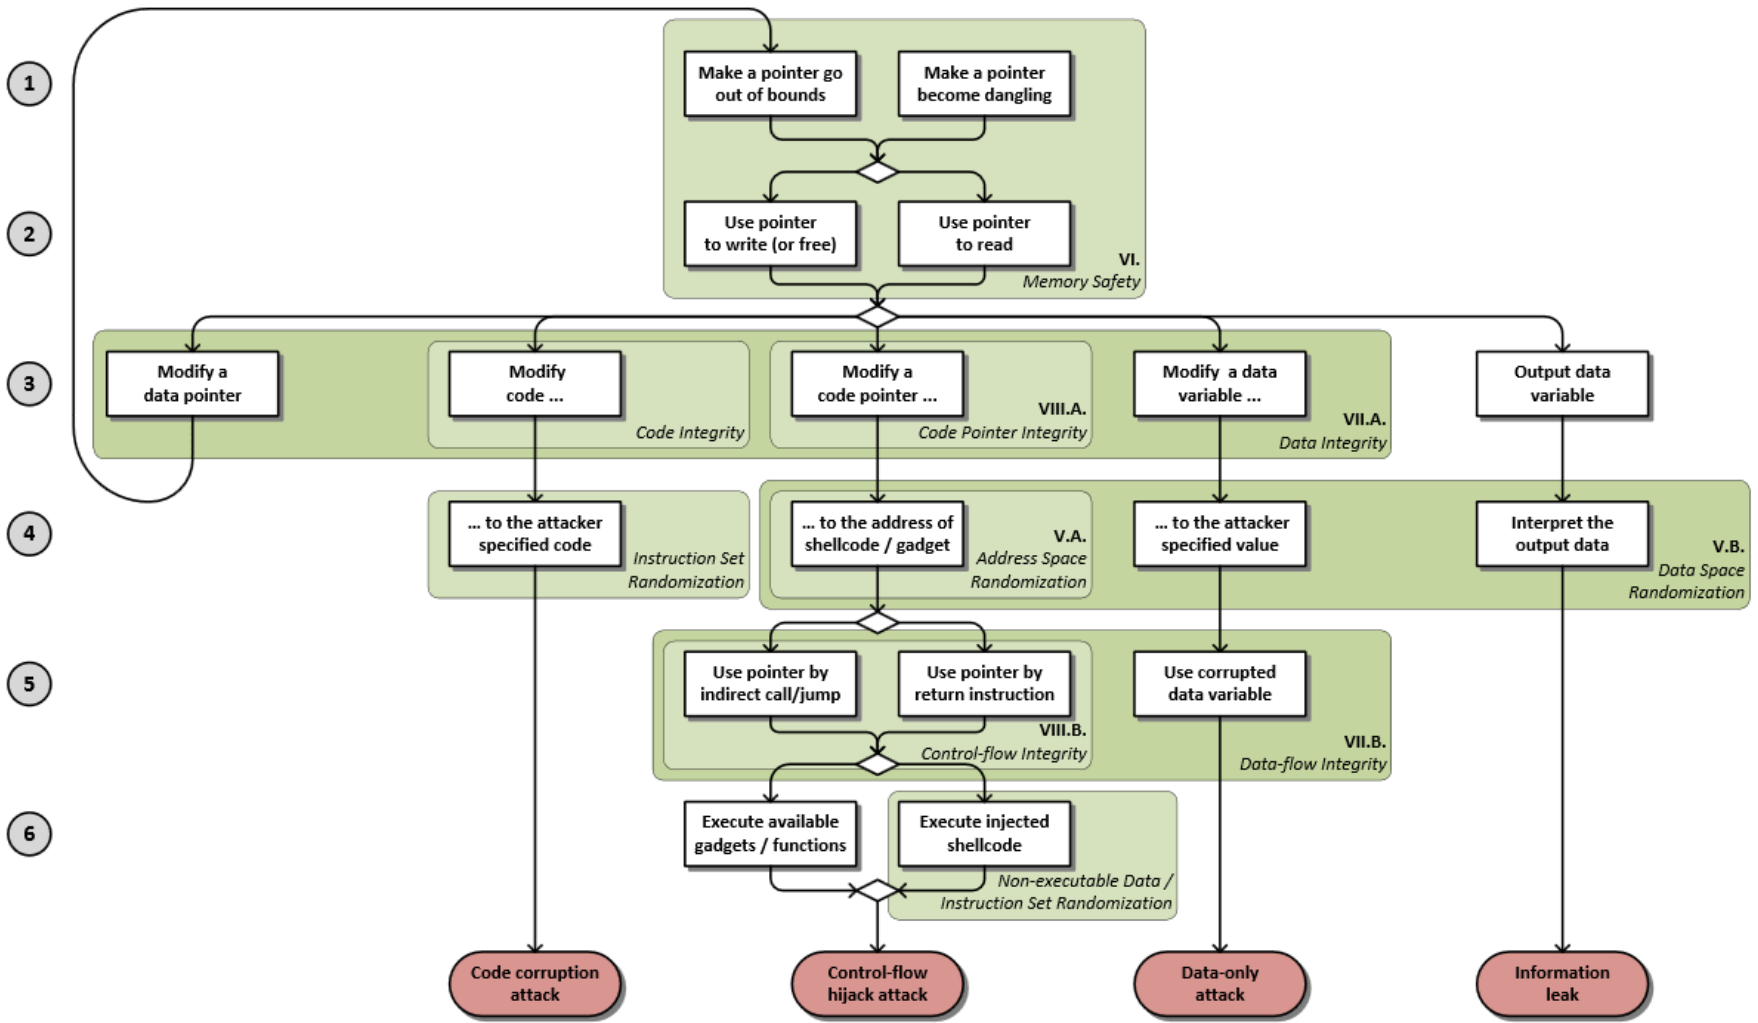 1
Make a pointer go
out of bounds
Make a pointer
become dangling
2
Use pointer
to write (or free)
Use pointer
to read
VI.
Memory Safety
3
Modify a
data pointer
Modify
code ...
Code Integrity
Modify a
code pointer ...
VIII.A.
Code Pointer Integrity
Modify a data
variable ...
VII.A.
Data Integrity
Output data
variable
4
... to the attacker
specified code
Instruction Set
Randomization
... to the address of
shellcode / gadget
V.A.
Address Space
Randomization
... to the attacker
specified value
Interpret the
output data
V.B.
Data Space
Randomization
5
Use pointer by
indirect call/jump
Use pointer by
return instruction
VIII.B.
Control-flow Integrity
Use corrupted
data variable
VII.B.
Data-flow Integrity
6
Execute available
gadgets / functions
Execute injected
shellcode
Non-executable Data /
Instruction Set Randomization
Code corruption
attack
Control-flow
hijack attack
Data-only
attack
Information
leak